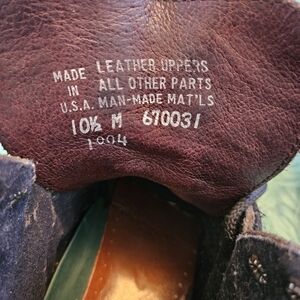 MADE IN U.S.A.
LEATHER UPPERS
ALL OTHER PARTS
MAN-MADE MAT'LS
10½ M 670031
1004